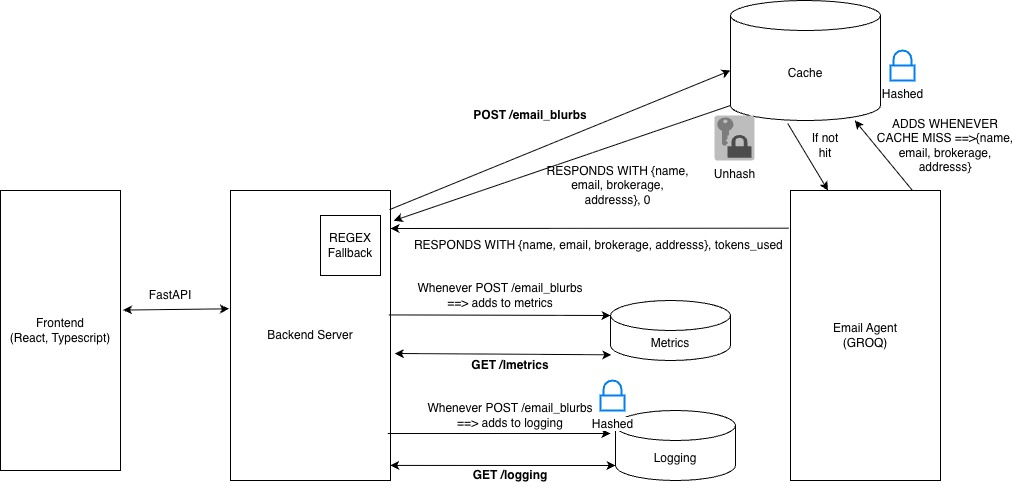 Cache
Hashed
POST /email_blurbs
ADDS WHENEVER
CACHE MISS ==>{name,
email, brokerage,
addresss}
If not
hit
Unhash
RESPONDS WITH {name,
email, brokerage,
addresss}, 0
REGEX
Fallback
RESPONDS WITH {name, email, brokerage, addresss}, tokens_used
FastAPI
Whenever POST /email_blurbs
==> adds to metrics
Frontend
(React, Typescript)
Backend Server
Metrics
Email Agent
(GROQ)
GET /lmetrics
Whenever POST /email_blurbs
==> adds to logging
Hashed
Logging
GET /logging